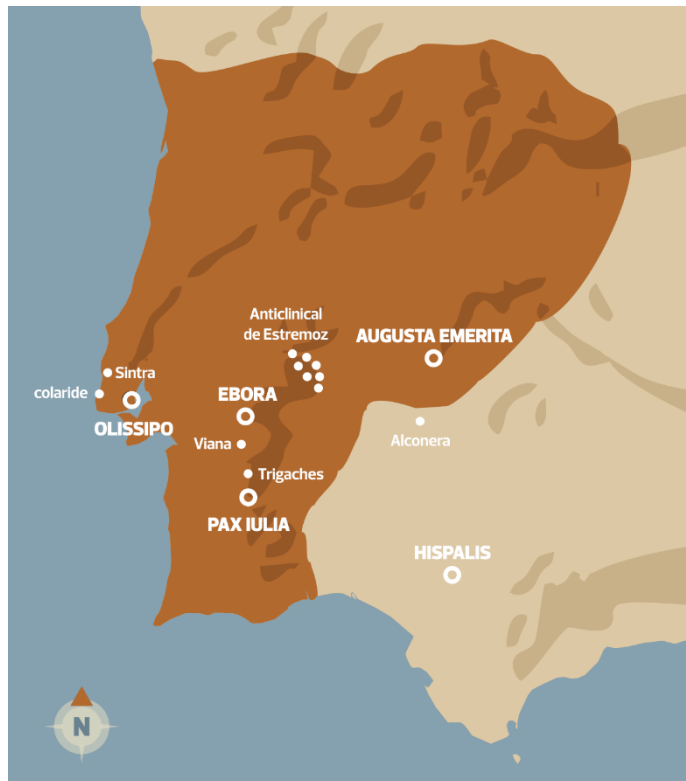 Anticlinical
de Estremoz
AUGUSTA EMERITA
Sintra
colaride
EBORA
OLISSIPO
Alconera
Viana
Trigaches
PAX IULIA
HISPALIS
N